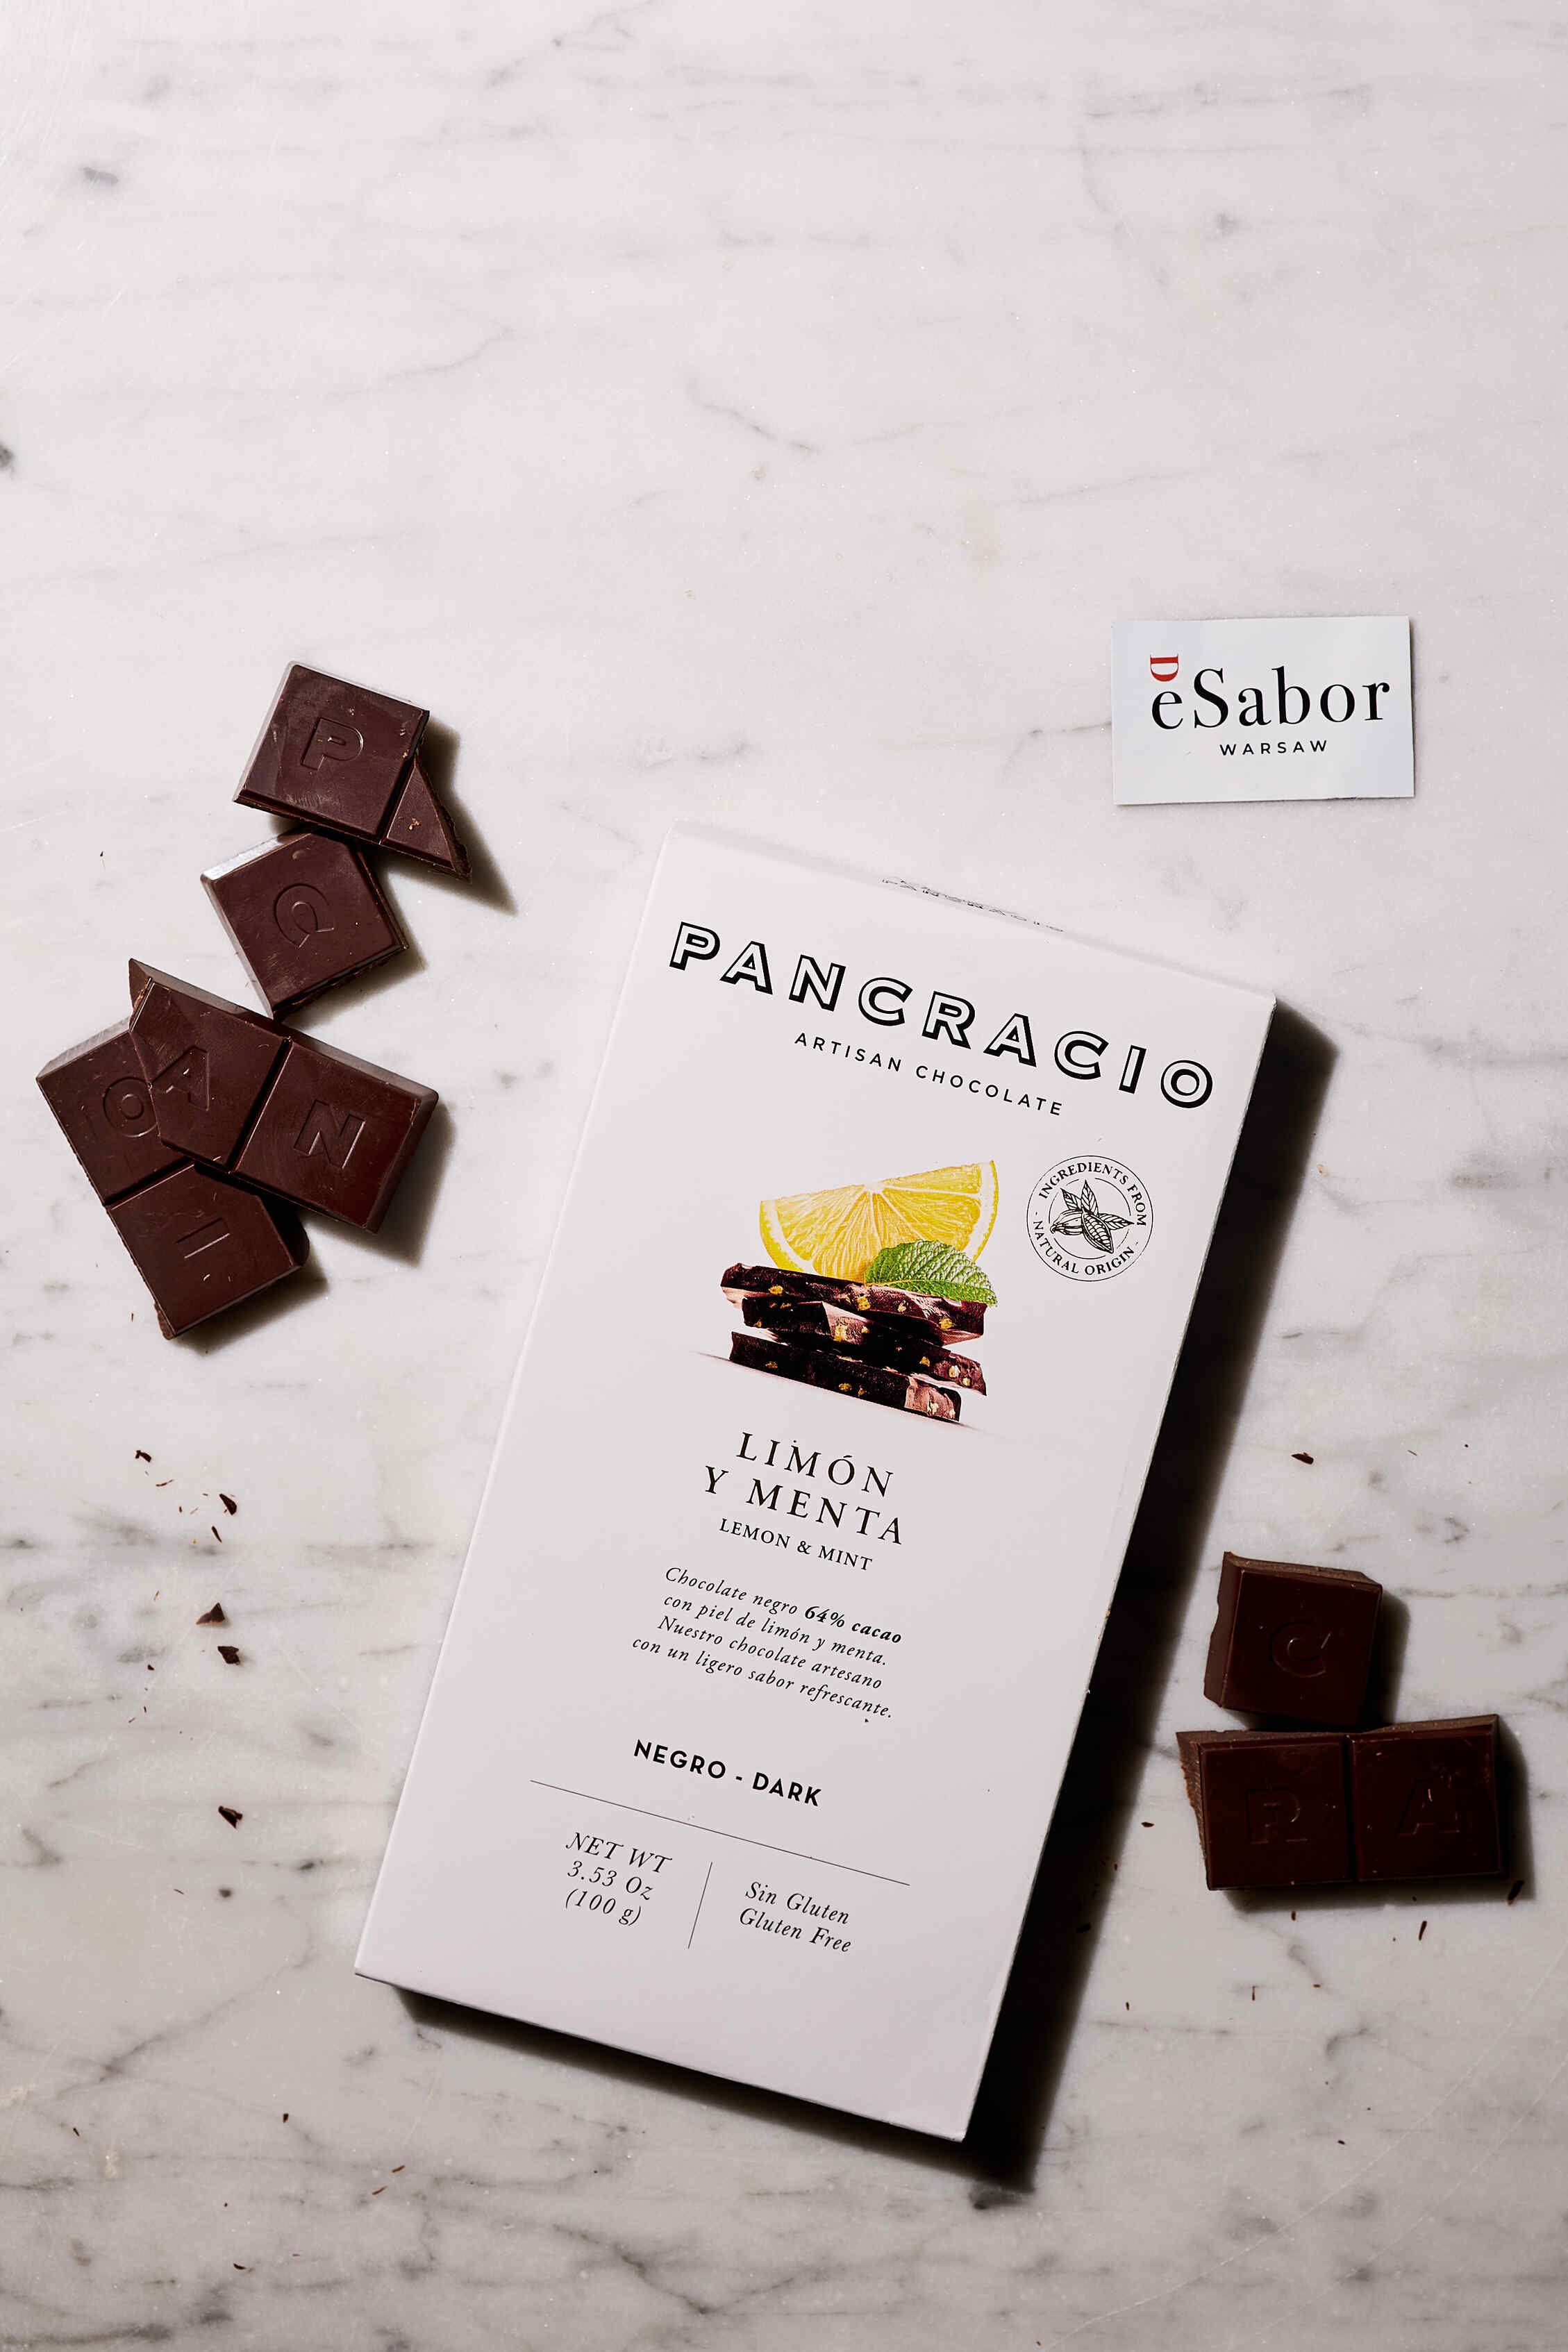 DeSabor
WARSAW
PANCRACIO
ARTISAN CHOCOLATE
INGREDIENTS FROM
- NATURAL ORIGIN -
LIMÓN
Y MENTA
LEMON & MINT
Chocolate negro 64% cacao
con piel de limón y menta.
Nuestro chocolate artesano
con un ligero sabor refrescante.
NEGRO - DARK
NET WT
3.53 Oz
(100 g)
Sin Gluten
Gluten Free
P
Q
O
A
N
I
C
R
A